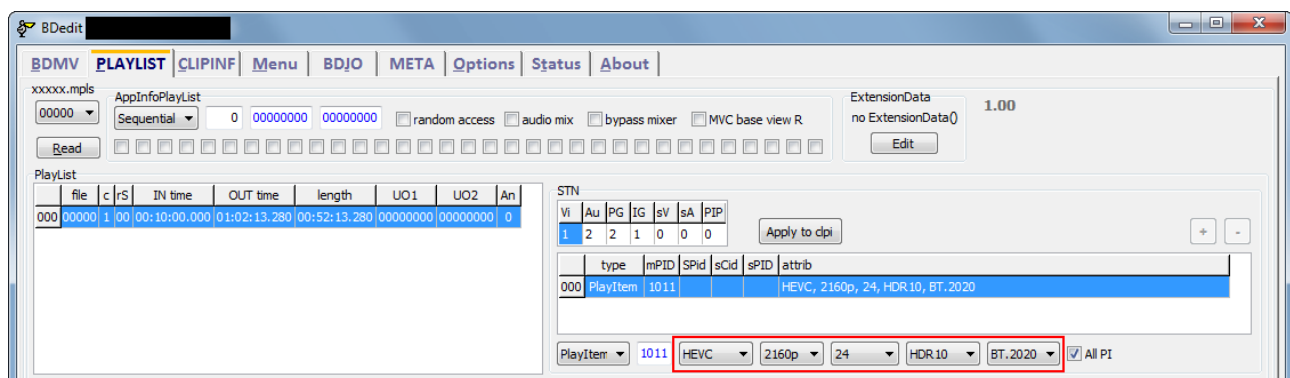 BDedit
BDMV PLAYLIST CLIPINF Menu BDJO META Options Status About
xxxxx.mpls
AppInfoPlayList
ExtensionData
1.00
00000 Sequential 0 00000000 00000000 random access audio mix bypass mixer MVC base view R no ExtensionData()
Read Edit
PlayList
STN
file c rS IN time OUT time length UO1 UO2 An
000 00000 1 00 00:10:00.000 01:02:13.280 00:52:13.280 00000000 00000000 0
Vi Au PG IG sV sA PIP
1 2 2 1 0 0 0 Apply to clpi + -
type mPID SPid sCid sPID attrib
000 PlayItem 1011 HEVC, 2160p, 24, HDR10, BT.2020
PlayItem 1011 HEVC 2160p 24 HDR10 BT.2020 All PI